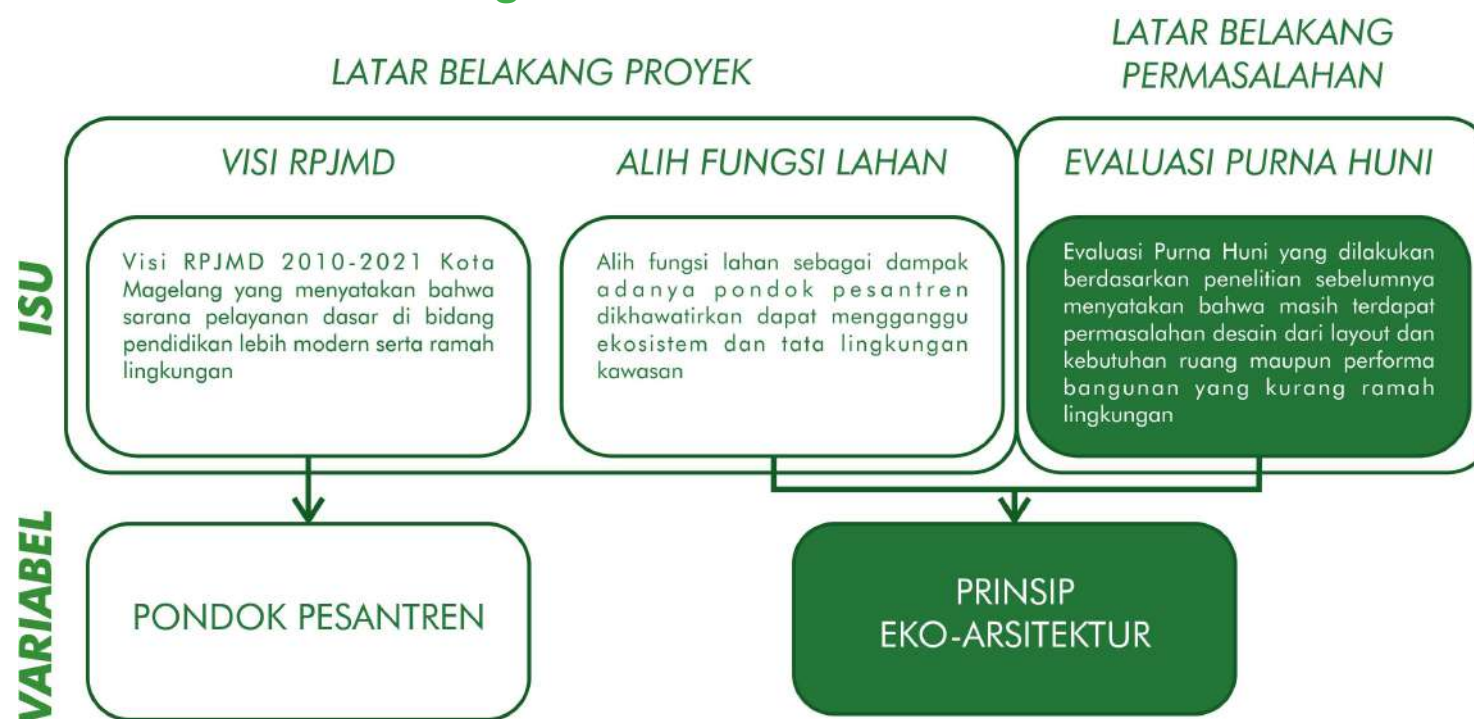 LATAR BELAKANG PROYEK
LATAR BELAKANG
PERMASALAHAN
ISU
VISI RPJMD
Visi RPJMD 2010-2021 Kota
Magelang yang menyatakan bahwa
sarana pelayanan dasar di bidang
pendidikan lebih modern serta ramah
lingkungan
ALIH FUNGSI LAHAN
Alih fungsi lahan sebagai dampak
adanya pondok pesantren
dikhawatirkan dapat mengganggu
ekosistem dan tata lingkungan
kawasan
EVALUASI PURNA HUNI
Evaluasi Purna Huni yang dilakukan
berdasarkan penelitian sebelumnya
menyatakan bahwa masih terdapat
permasalahan desain dari layout dan
kebutuhan ruang maupun performa
bangunan yang kurang ramah
lingkungan
VARIABEL
PONDOK PESANTREN
PRINSIP
EKO-ARSITEKTUR